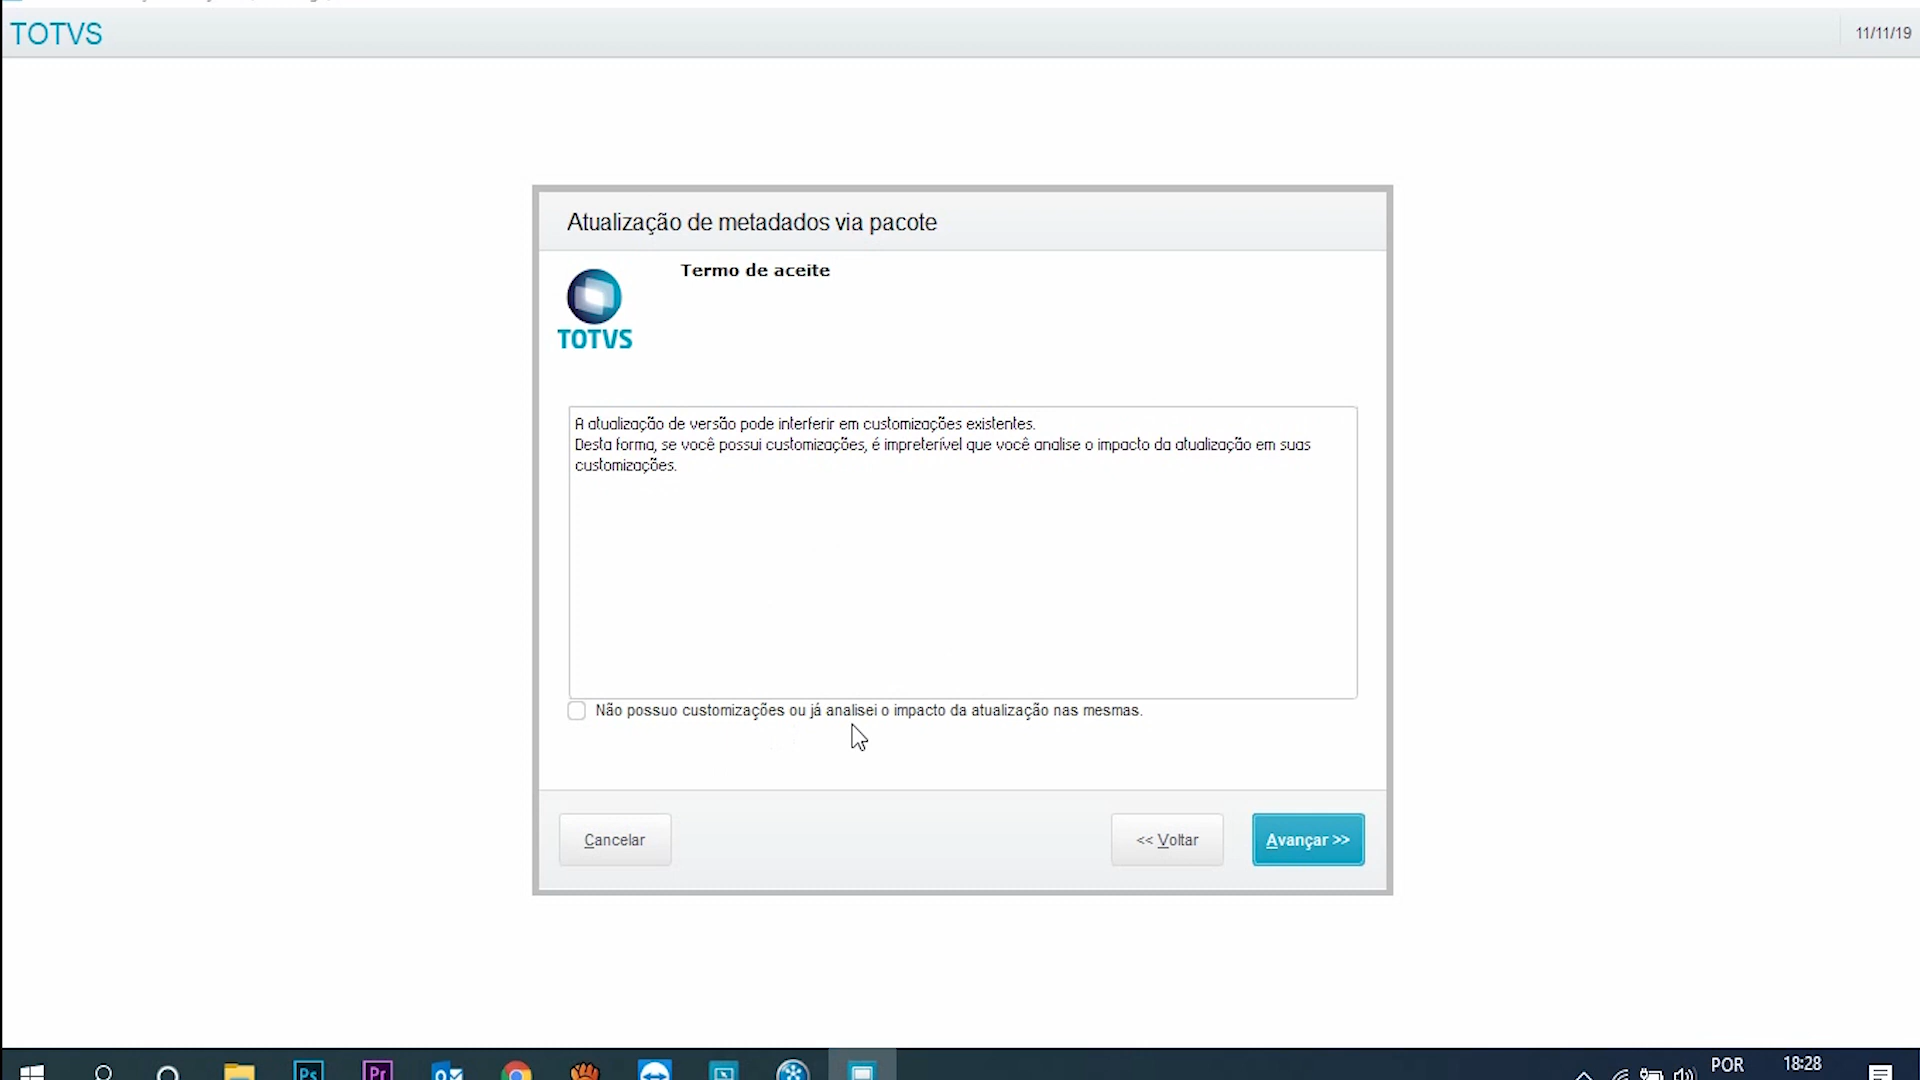 TOTVS
11/11/19
Atualização de metadados via pacote
Termo de aceite
TOTVS
A atualização de versão pode interferir em customizações existentes.
Desta forma, se você possui customizações, é impreterível que você analise o impacto da atualização em suas
customizações.
Não possuo customizações ou já analisei o impacto da atualização nas mesmas.
Cancelar
<< Voltar
Avançar >>
Ps
Pr
POR
18:28